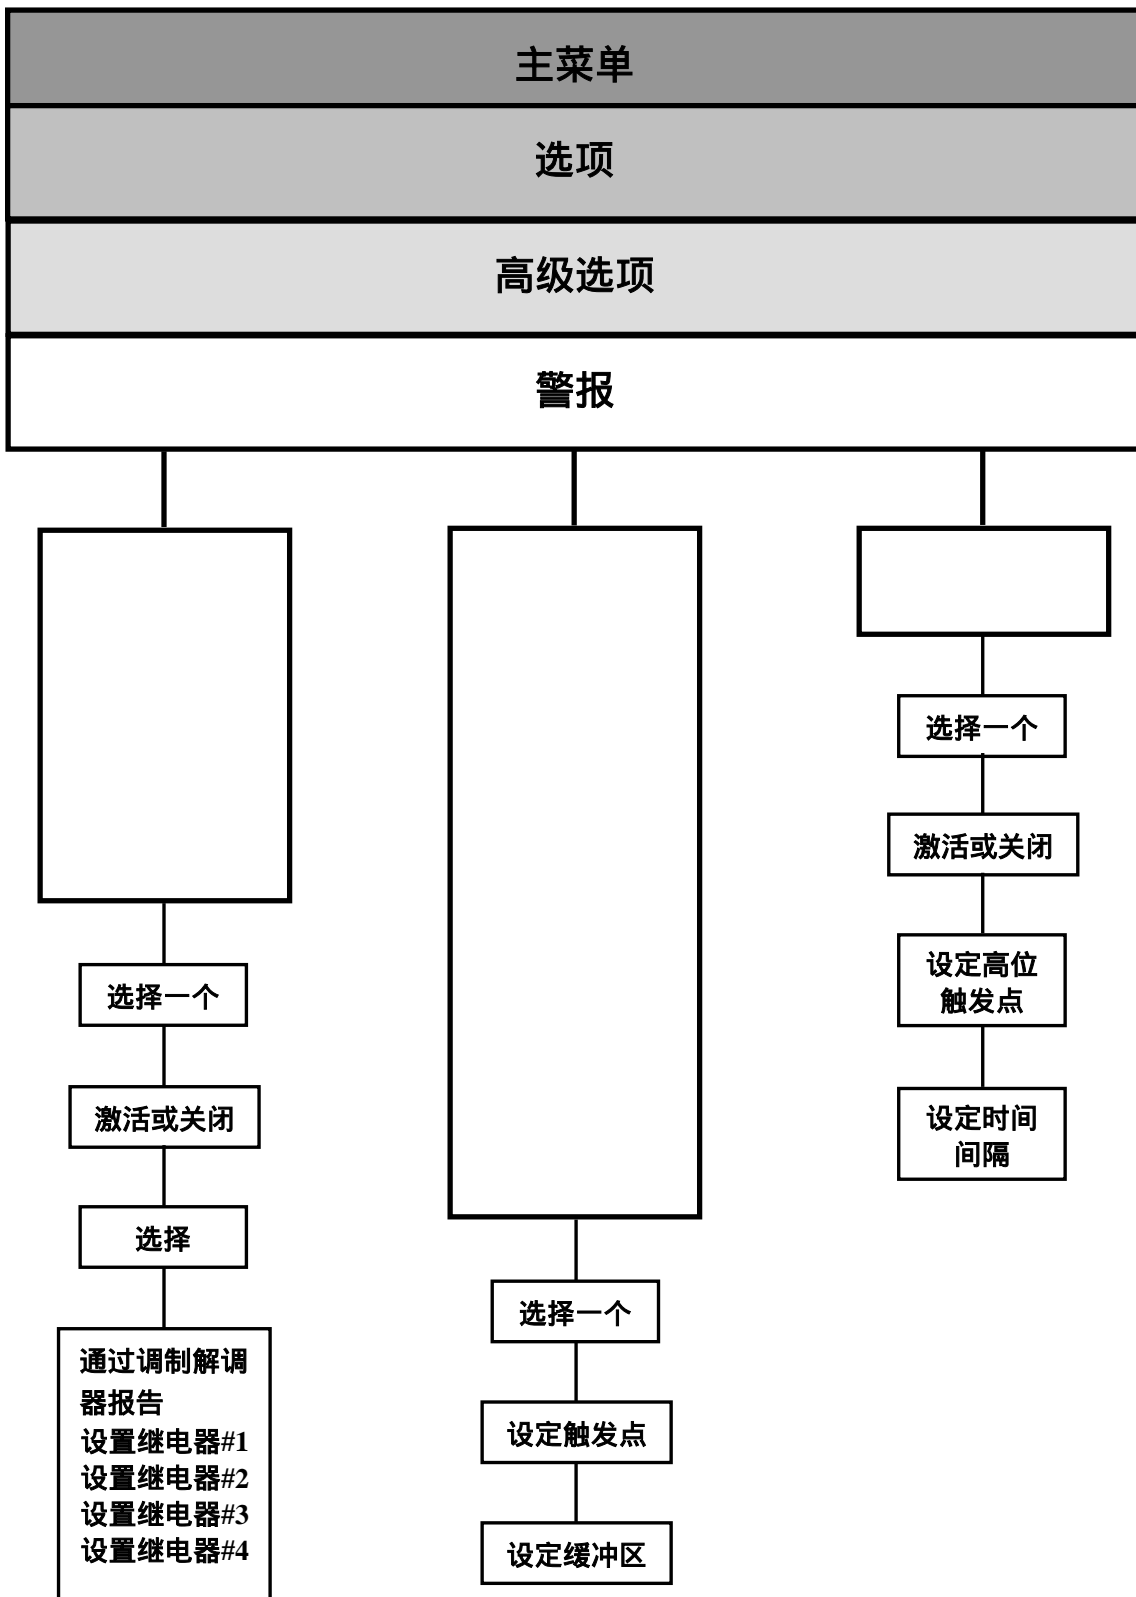 主菜单
选项
高级选项
警报
选择一个
激活或关闭
选择
通过调制解调
器报告
设置继电器#1
设置继电器#2
设置继电器#3
设置继电器#4
选择一个
设定触发点
设定缓冲区
选择一个
激活或关闭
设定高位
触发点
设定时间
间隔